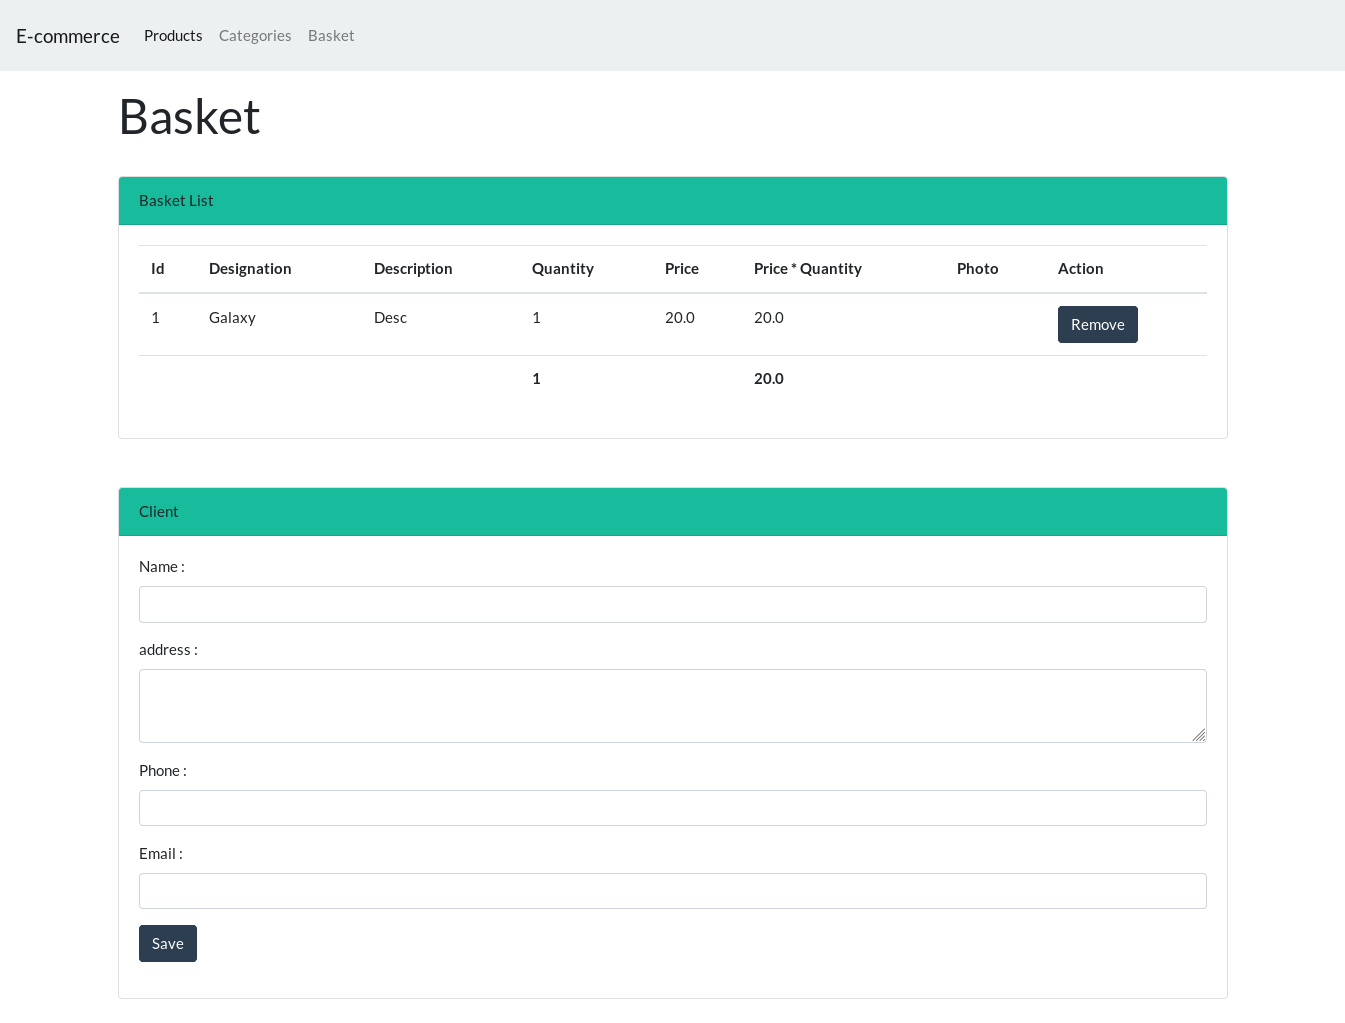 E-commerce Products Categories Basket
Basket
Basket List
Id Designation Description Quantity Price Price * Quantity Photo Action
1 Galaxy Desc 1 20.0 20.0 Remove
1 20.0
Client
Name :
address :
Phone :
Email :
Save